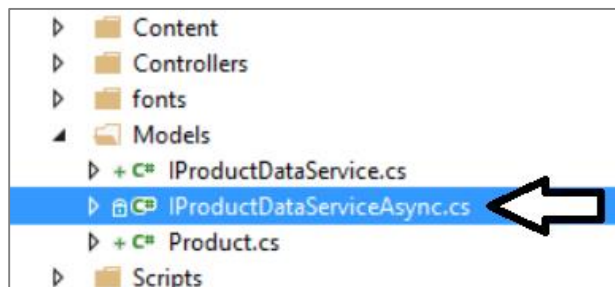 Content
Controllers
fonts
Models
+ C# IProductDataService.cs
C# IProductDataServiceAsync.cs
+ C# Product.cs
Scripts